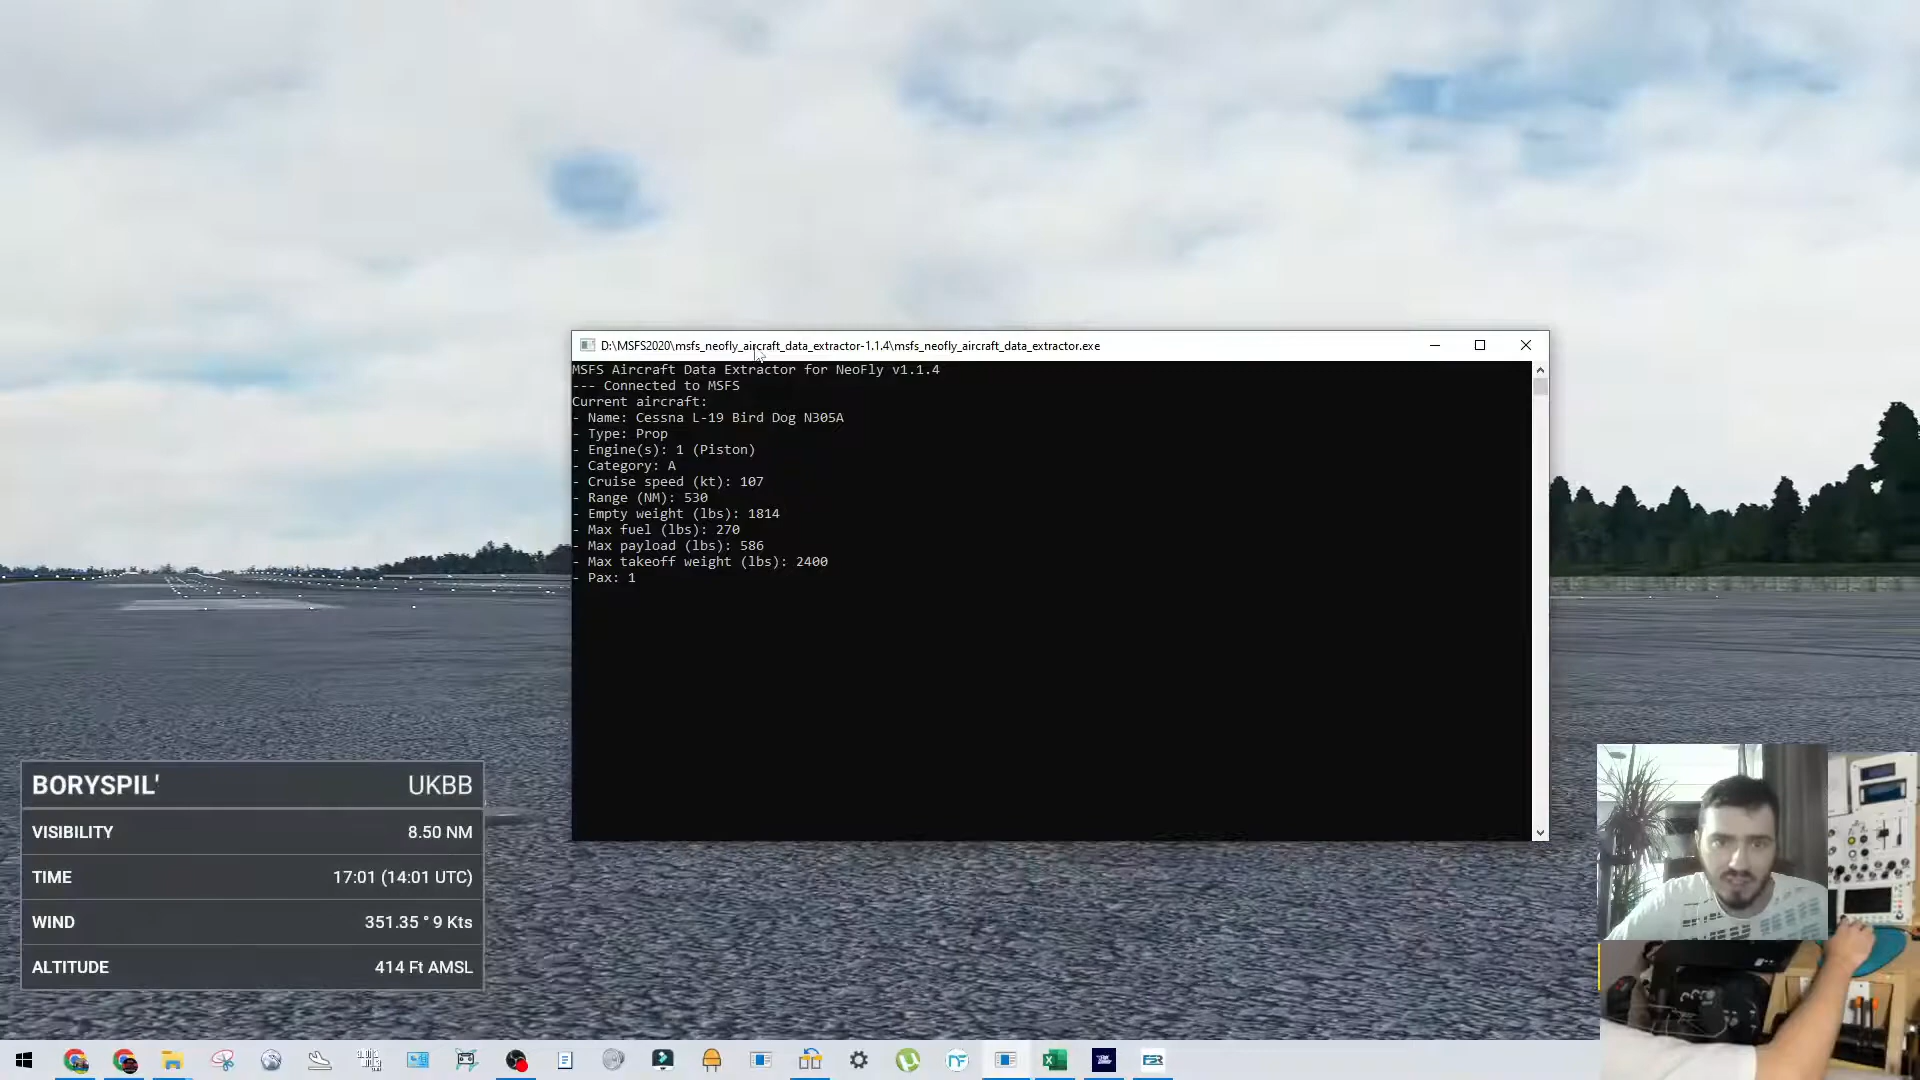 D:\MSFS2020\msfs_neofly_aircraft_data_extractor-1.1.4\msfs_neofly_aircraft_data_extractor.exe
MSFS Aircraft Data Extractor for NeoFly v1.1.4
--- Connected to MSFS
Current aircraft:
- Name: Cessna L-19 Bird Dog N305A
- Type: Prop
- Engine(s): 1 (Piston)
- Category: A
- Cruise speed (kt): 107
- Range (NM): 530
- Empty weight (lbs): 1814
- Max fuel (lbs): 270
- Max payload (lbs): 586
- Max takeoff weight (lbs): 2400
- Pax: 1
BORYSPIL' UKBB
VISIBILITY 8.50 NM
TIME 17:01 (14:01 UTC)
WIND 351.35 ° 9 Kts
ALTITUDE 414 Ft AMSL
FSR